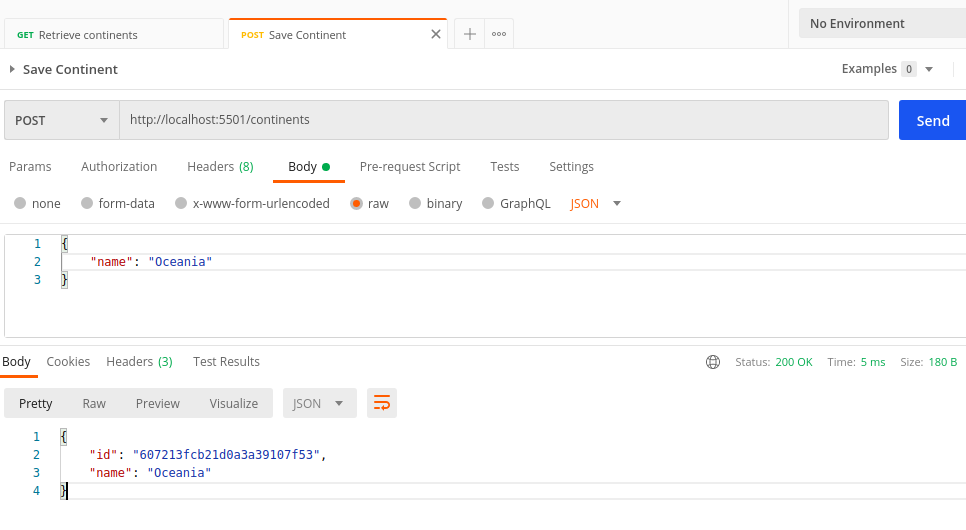 GET Retrieve continents
POST Save Continent
No Environment
Save Continent
Examples 0
POST
http://localhost:5501/continents
Send
Params Authorization Headers (8) Body Pre-request Script Tests Settings
none form-data x-www-form-urlencoded raw binary GraphQL JSON
1 {
2 "name": "Oceania"
3 }
Body Cookies Headers (3) Test Results Status: 200 OK Time: 5 ms Size: 180 B
Pretty Raw Preview Visualize JSON
1 {
2 "id": "607213fcb21d0a3a39107f53",
3 "name": "Oceania"
4 }